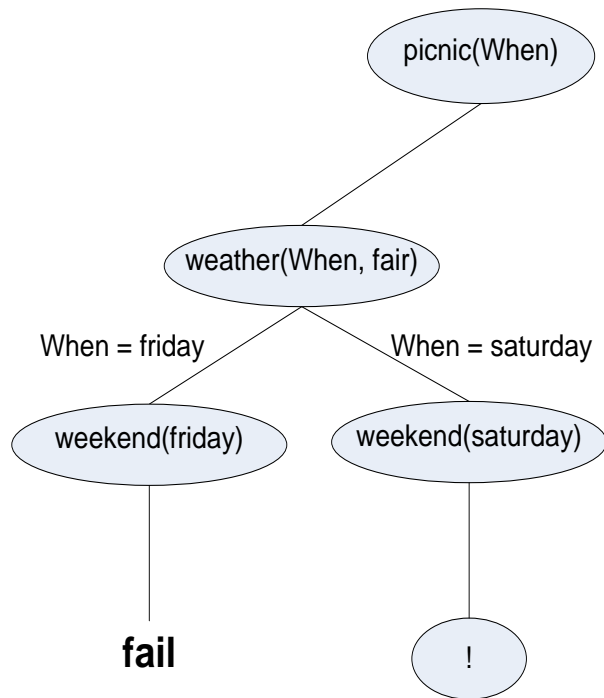 picnic(When)
weather(When, fair)
When = friday
When = saturday
weekend(friday)
weekend(saturday)
fail
!